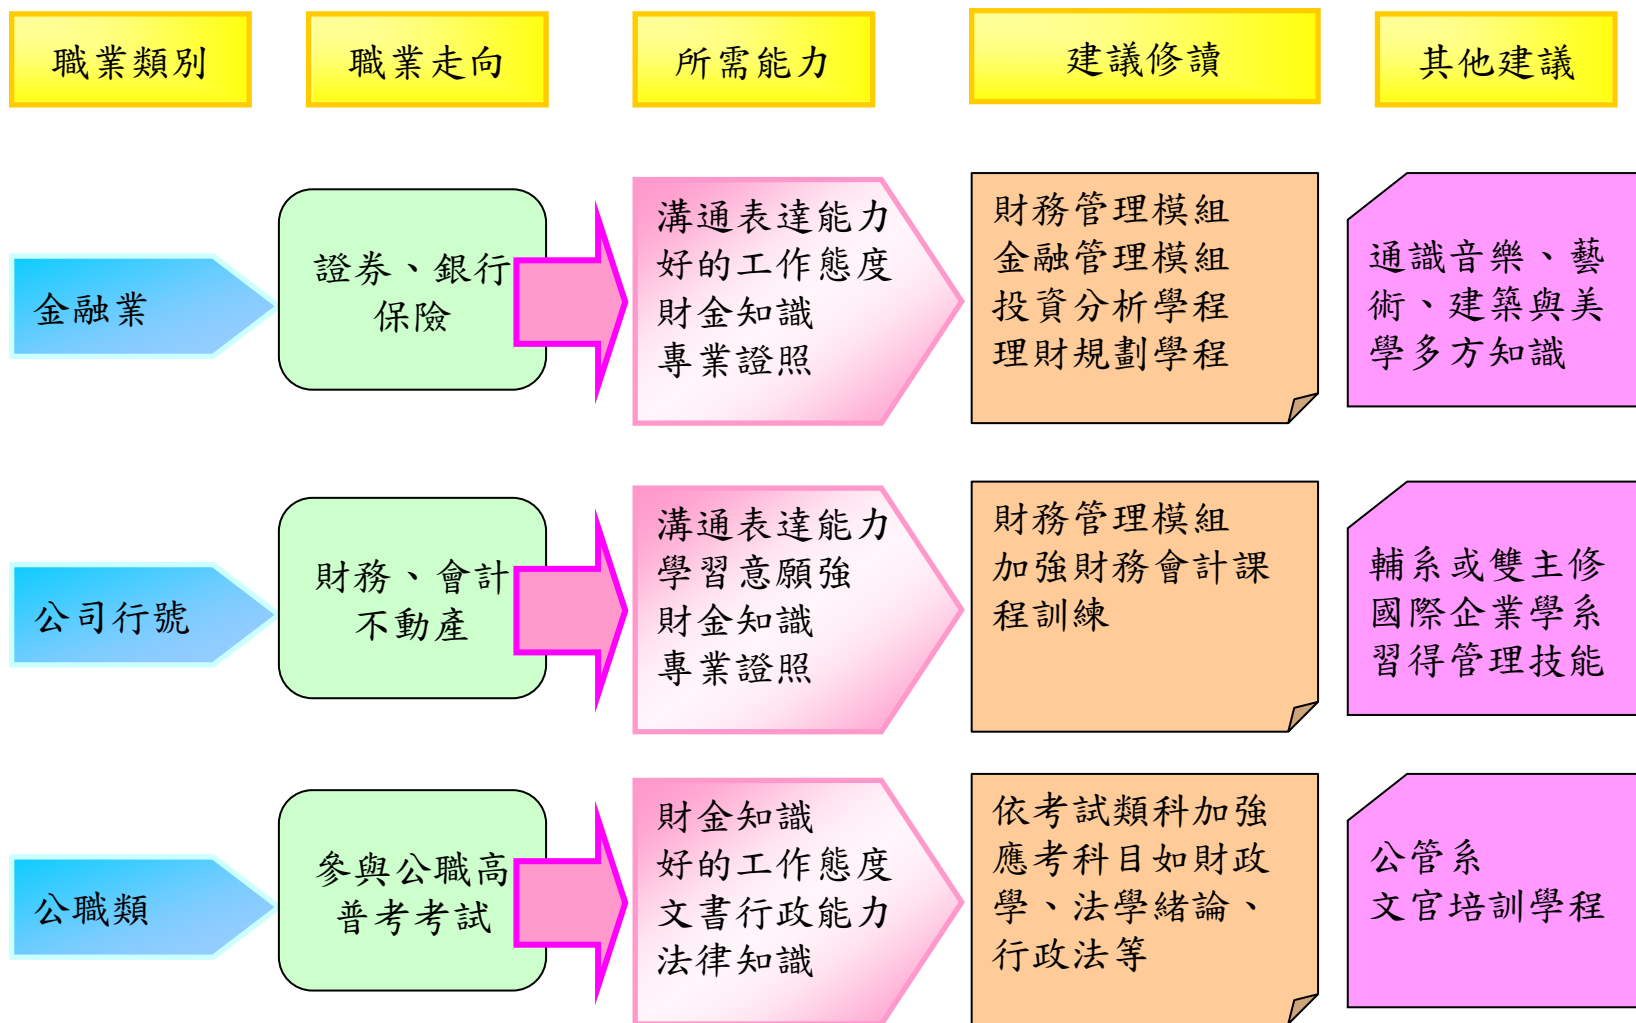 職業類別
職業走向
所需能力
建議修讀
其他建議
金融業
證券、銀行
保險
溝通表達能力
好的工作態度
財金知識
專業證照
財務管理模組
金融管理模組
投資分析學程
理財規劃學程
通識音樂、藝
術、建築與美
學多方知識
公司行號
財務、會計
不動產
溝通表達能力
學習意願強
財金知識
專業證照
財務管理模組
加強財務會計課
程訓練
輔系或雙主修
國際企業學系
習得管理技能
公職類
參與公職高
普考考試
財金知識
好的工作態度
文書行政能力
法律知識
依考試類科加強
應考科目如財政
學、法學緒論、
行政法等
公管系
文官培訓學程